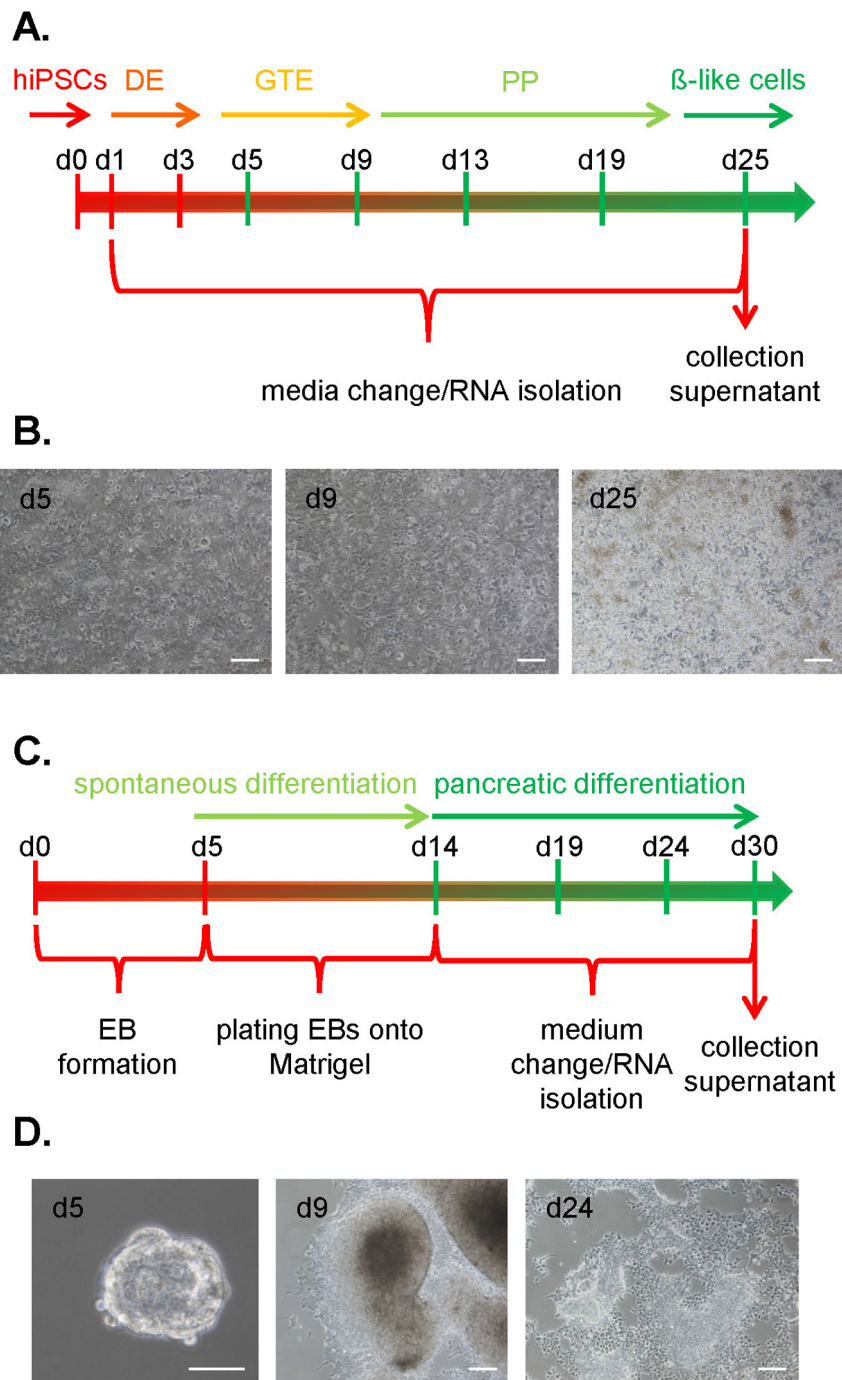 A.
hiPSCs DE GTE PP ß-like cells
d0 d1 d3 d5 d9 d13 d19 d25
media change/RNA isolation
collection
supernatant
B.
d5 d9 d25
C.
spontaneous differentiation pancreatic differentiation
d0 d5 d14 d19 d24 d30
EB
formation
plating EBs onto
Matrigel
medium
change/RNA
isolation
collection
supernatant
D.
d5 d9 d24